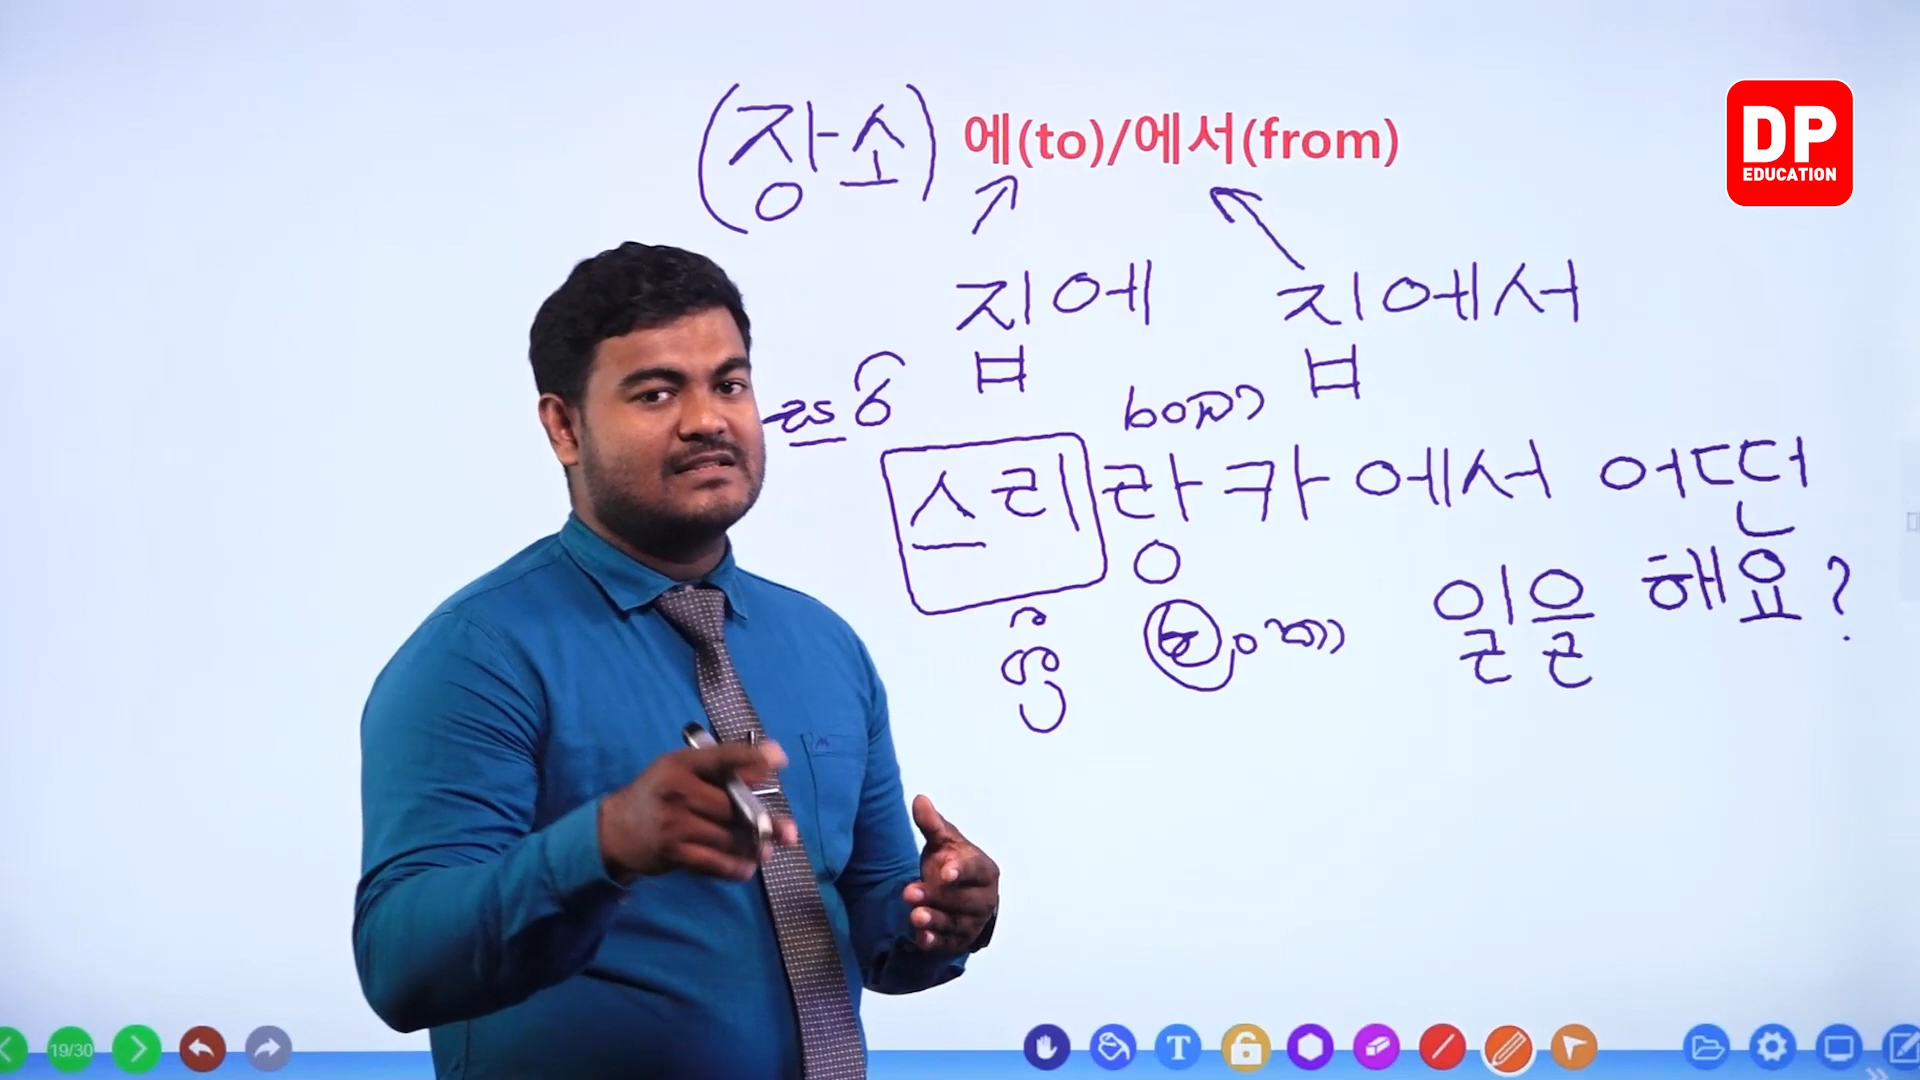 (장소) 에(to)/에서(from)
DP
EDUCATION
집에 집에서
ලංකා
스리랑카에서 어떤
일을 해요?
19/30
T